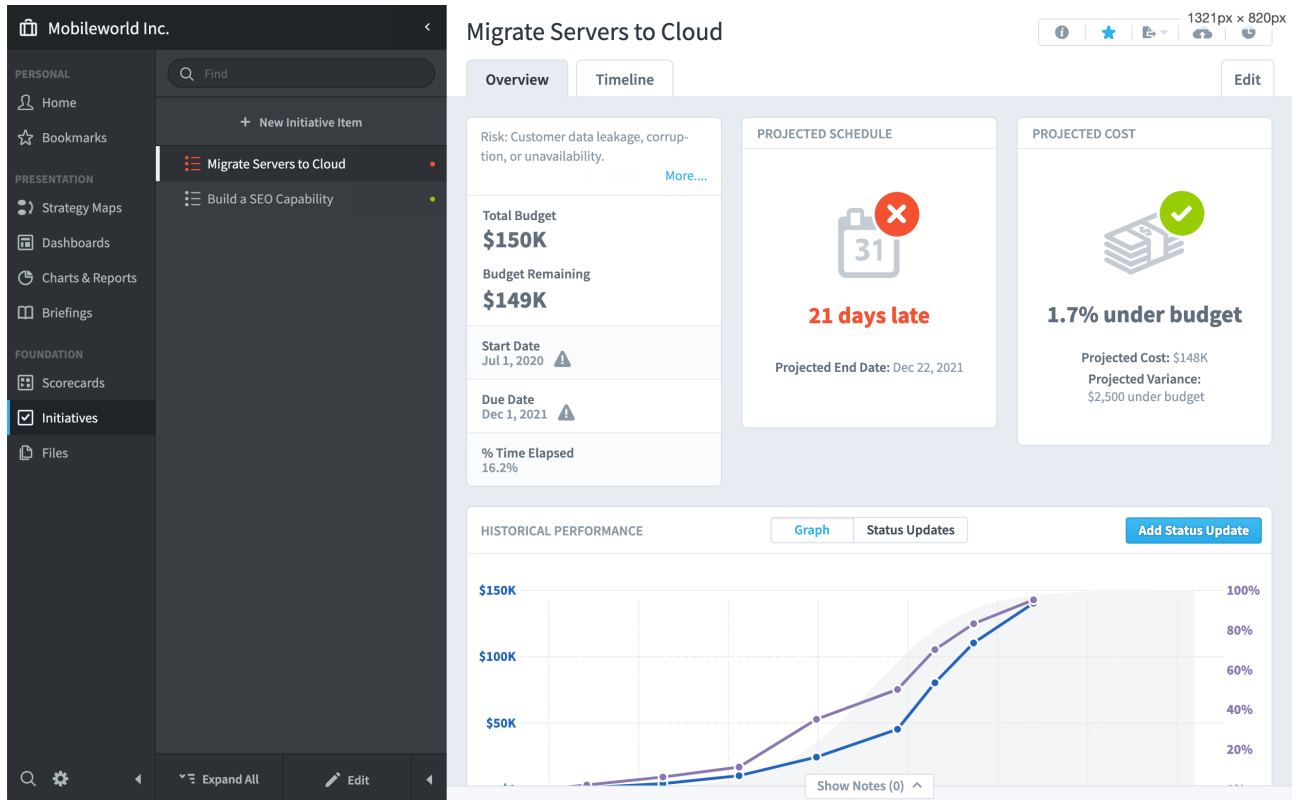 Mobileworld Inc.
PERSONAL
Home
Bookmarks
PRESENTATION
Strategy Maps
Dashboards
Charts & Reports
Briefings
FOUNDATION
Scorecards
Initiatives
Files
Find
+ New Initiative Item
Migrate Servers to Cloud
Build a SEO Capability
Expand All
Edit
Migrate Servers to Cloud
1321px × 820px
Overview
Timeline
Edit
Risk: Customer data leakage, corrup-
tion, or unavailability.
More....
Total Budget
$150K
Budget Remaining
$149K
Start Date
Jul 1, 2020
Due Date
Dec 1, 2021
% Time Elapsed
16.2%
PROJECTED SCHEDULE
31
21 days late
Projected End Date: Dec 22, 2021
PROJECTED COST
$
1.7% under budget
Projected Cost: $148K
Projected Variance:
$2,500 under budget
HISTORICAL PERFORMANCE
Graph
Status Updates
Add Status Update
$150K
$100K
$50K
100%
80%
60%
40%
20%
Show Notes (0)